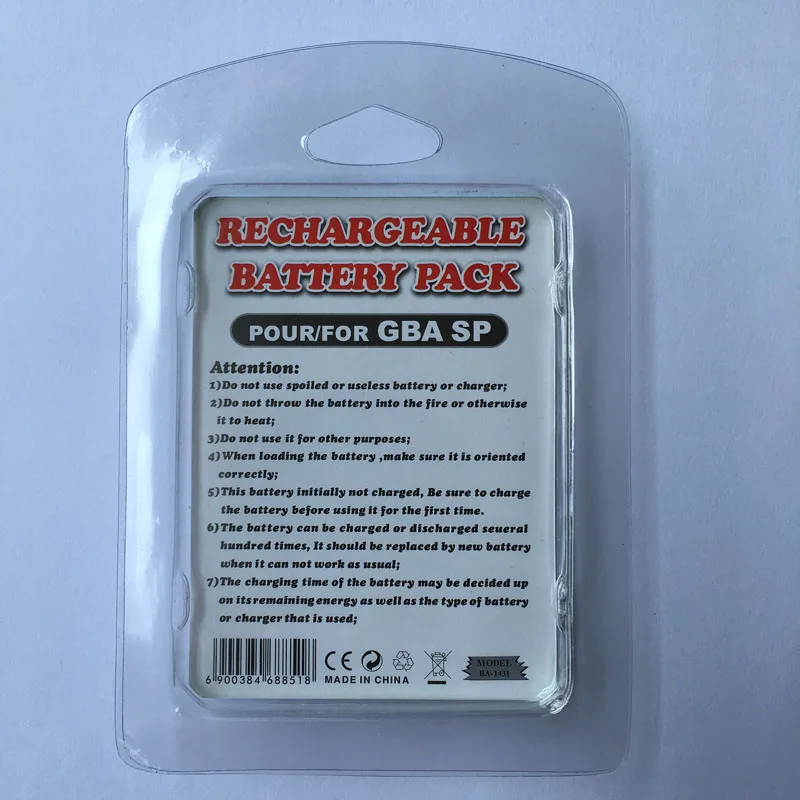 RECHARGEABLE
BATTERY PACK
POUR/FOR GBA SP
Attention:
1)Do not use spoiled or useless battery or charger;
2)Do not throw the battery into the fire or otherwise
it to heat;
3)Do not use it for other purposes;
4)When loading the battery ,make sure it is oriented
correctly;
5)This battery initially not charged, Be sure to charge
the battery before using it for the first time.
6)The battery can be charged or discharged seueral
hundred times, It should be replaced by new battery
when it can not work as usual;
7)The charging time of the battery may be decided up
on its remaining energy as well as the type of battery
or charger that is used;
6 900384 688518
CE
MADE IN CHINA
MODEL
RA-1431